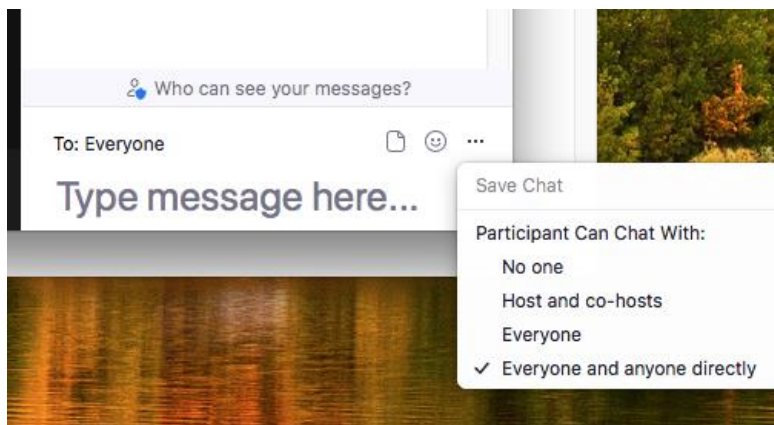 Who can see your messages?
To: Everyone
Type message here...
Save Chat
Participant Can Chat With:
No one
Host and co-hosts
Everyone
✓ Everyone and anyone directly